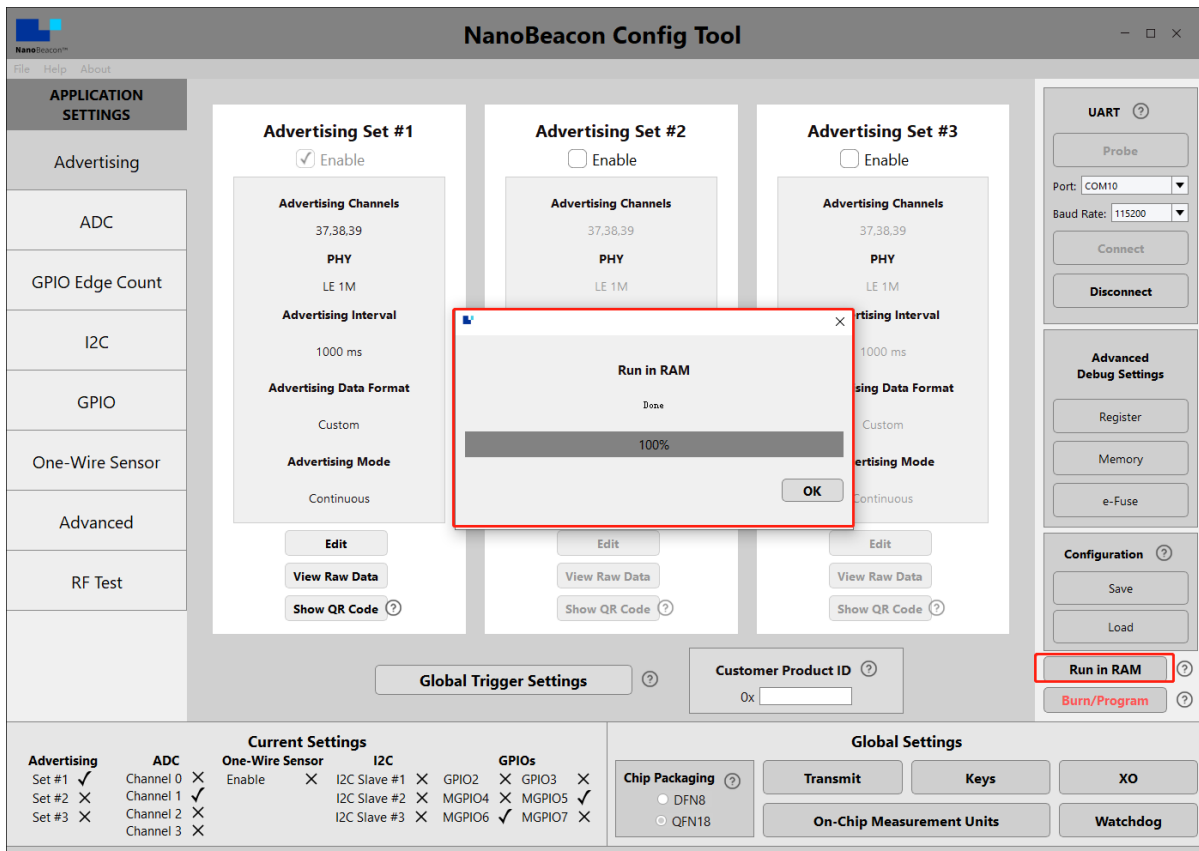 NanoBeacon Config Tool
NanoBeacon™
File Help About
APPLICATION
SETTINGS
Advertising
ADC
GPIO Edge Count
I2C
GPIO
One-Wire Sensor
Advanced
RF Test
Advertising Set #1
Enable
Advertising Channels
37,38,39
PHY
LE 1M
Advertising Interval
1000 ms
Advertising Data Format
Custom
Advertising Mode
Continuous
Edit
View Raw Data
Show QR Code ?
Advertising Set #2
Enable
Advertising Channels
37,38,39
PHY
LE 1M
Edit
View Raw Data
Show QR Code ?
Advertising Set #3
Enable
Advertising Channels
37,38,39
PHY
LE 1M
rtising Interval
1000 ms
sing Data Format
Custom
ertising Mode
Continuous
Edit
View Raw Data
Show QR Code ?
Run in RAM
Done
100%
OK
Global Trigger Settings ?
Customer Product ID ?
0x
UART ?
Probe
Port: COM10
Baud Rate: 115200
Connect
Disconnect
Advanced
Debug Settings
Register
Memory
e-Fuse
Configuration ?
Save
Load
Run in RAM ?
Burn/Program ?
Current Settings
Advertising ADC One-Wire Sensor I2C GPIOs
Set #1 Channel 0 Enable I2C Slave #1 GPIO2 GPIO3
Set #2 Channel 1 I2C Slave #2 MGPIO4 MGPIO5
Set #3 Channel 2 I2C Slave #3 MGPIO6 MGPIO7
Channel 3
Global Settings
Chip Packaging ?
DFN8
QFN18
Transmit
Keys
XO
On-Chip Measurement Units
Watchdog